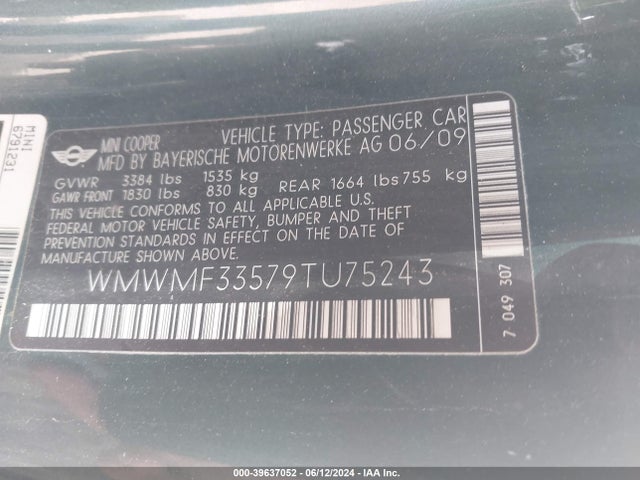 MINI
6791231
MINI COOPER VEHICLE TYPE: PASSENGER CAR
MFD BY BAYERISCHE MOTORENWERKE AG 06/09
GVWR 3384 lbs 1535 kg
GAWR FRONT 1830 lbs 830 kg REAR 1664 lbs 755 kg
THIS VEHICLE CONFORMS TO ALL APPLICABLE U.S.
FEDERAL MOTOR VEHICLE SAFETY, BUMPER AND THEFT
PREVENTION STANDARDS IN EFFECT ON THE DATE OF
MANUFACTURE SHOWN ABOVE.
WMWMF33579TU75243
7 049 307
000-39637052 / 06/12/2024 / IAA Inc.